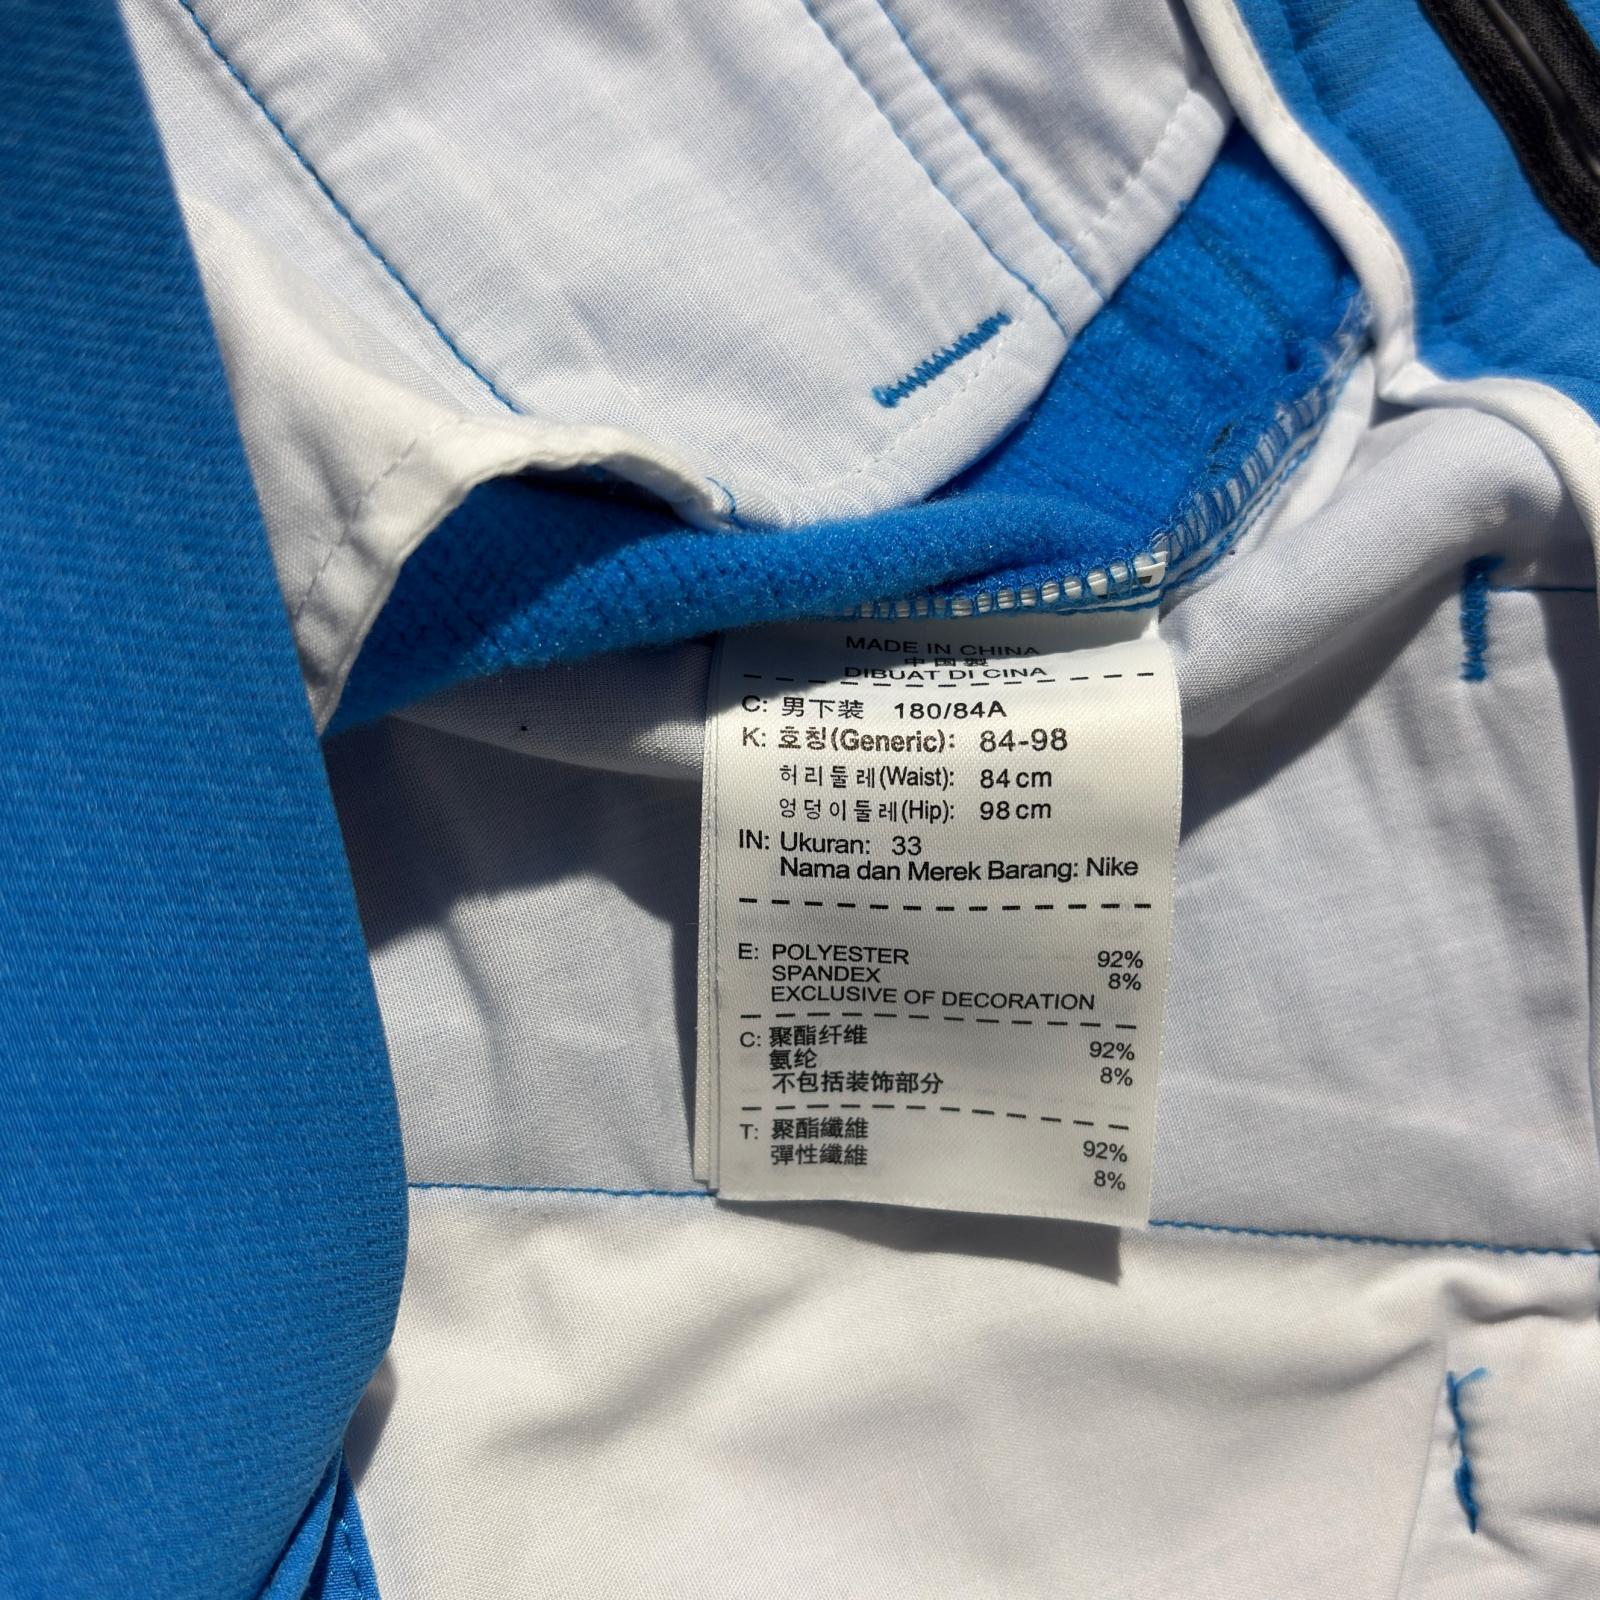 MADE IN CHINA
中国製
DIBUAT DI CINA
C: 男下装 180/84A
K: 호칭(Generic): 84-98
허리둘레(Waist): 84 cm
엉덩이둘레(Hip): 98 cm
IN: Ukuran: 33
Nama dan Merek Barang: Nike
E: POLYESTER 92%
SPANDEX 8%
EXCLUSIVE OF DECORATION
C: 聚酯纤维 92%
氨纶 8%
不包括装饰部分
T: 聚酯纖維 92%
彈性纖維 8%